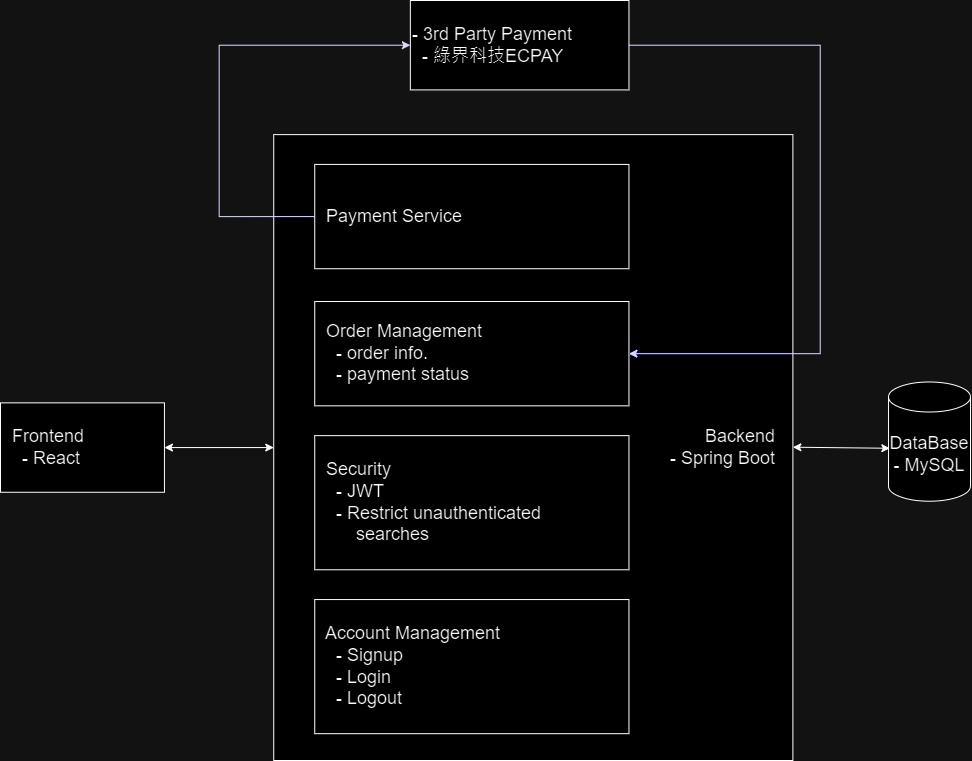 - 3rd Party Payment
- 綠界科技ECPAY
Payment Service
Order Management
- order info.
- payment status
Frontend
- React
Security
- JWT
- Restrict unauthenticated
searches
Backend
- Spring Boot
DataBase
- MySQL
Account Management
- Signup
- Login
- Logout